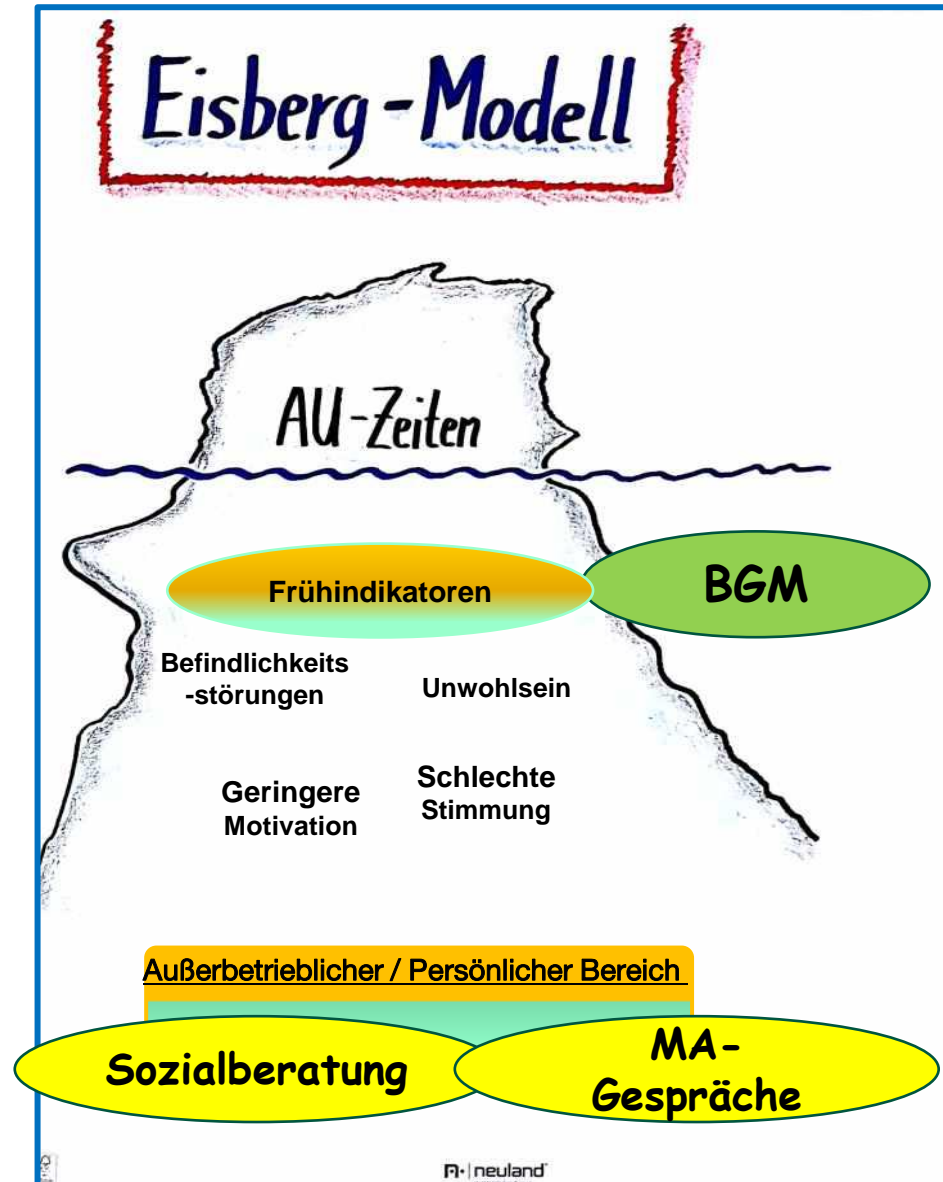 Eisberg-Modell
AU-Zeiten
Frühindikatoren
BGM
Befindlichkeits
-störungen
Unwohlsein
Geringere
Motivation
Schlechte
Stimmung
Außerbetrieblicher / Persönlicher Bereich
Sozialberatung
MA-
Gespräche
neuland